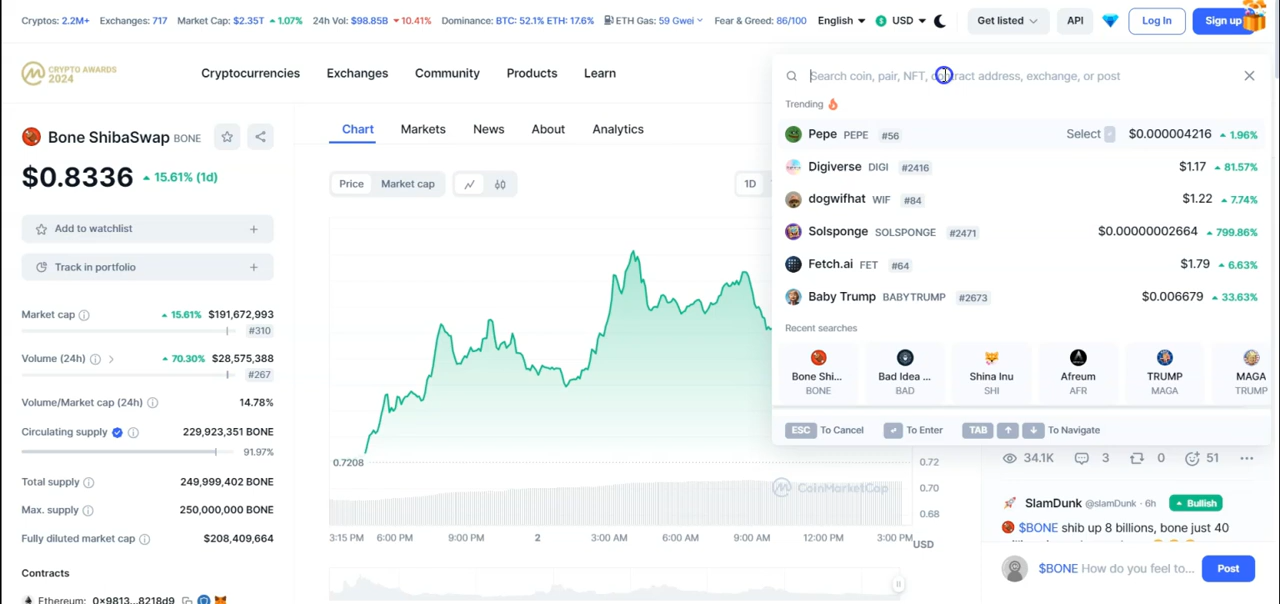 Cryptos: 2.2M+ Exchanges: 717 Market Cap: $2.35T 1.07% 24h Vol: $98.85B 10.41% Dominance: BTC: 52.1% ETH: 17.6% ETH Gas: 59 Gwei Fear & Greed: 86/100 English USD Get listed API Log In Sign up
CRYPTO AWARDS
2024
Cryptocurrencies Exchanges Community Products Learn
Search coin, pair, NFT, contract address, exchange, or post
Trending
Bone ShibaSwap BONE
$0.8336 15.61% (1d)
Chart Markets News About Analytics
Pepe PEPE #56 Select $0.000004216 1.96%
Digiverse DIGI #2416 $1.17 81.57%
dogwifhat WIF #84 $1.22 7.74%
Solsponge SOLSPONGE #2471 $0.00000002664 799.86%
Fetch.ai FET #64 $1.79 6.63%
Baby Trump BABYTRUMP #2673 $0.006679 33.63%
Recent searches
Bone Shi... Bad Idea ... Shina Inu Afreum TRUMP MAGA
BONE BAD SHI AFR MAGA TRUMP
ESC To Cancel To Enter TAB To Navigate
Price Market cap 1D
Add to watchlist
Track in portfolio
Market cap 15.61% $191,672,993
#310
Volume (24h) 70.30% $28,575,388
#267
Volume/Market cap (24h) 14.78%
Circulating supply 229,923,351 BONE
91.97%
Total supply 249,999,402 BONE
Max. supply 250,000,000 BONE
Fully diluted market cap $208,409,664
Contracts
Ethereum: 0x9813...8218d9
0.7208
0.72
0.70
0.68
CoinMarketCap
3:15 PM 6:00 PM 9:00 PM 2 3:00 AM 6:00 AM 9:00 AM 12:00 PM 3:00 PM USD
34.1K 3 0 51
SlamDunk @slamDunk · 6h Bullish
$BONE shib up 8 billions, bone just 40
$BONE How do you feel to... Post